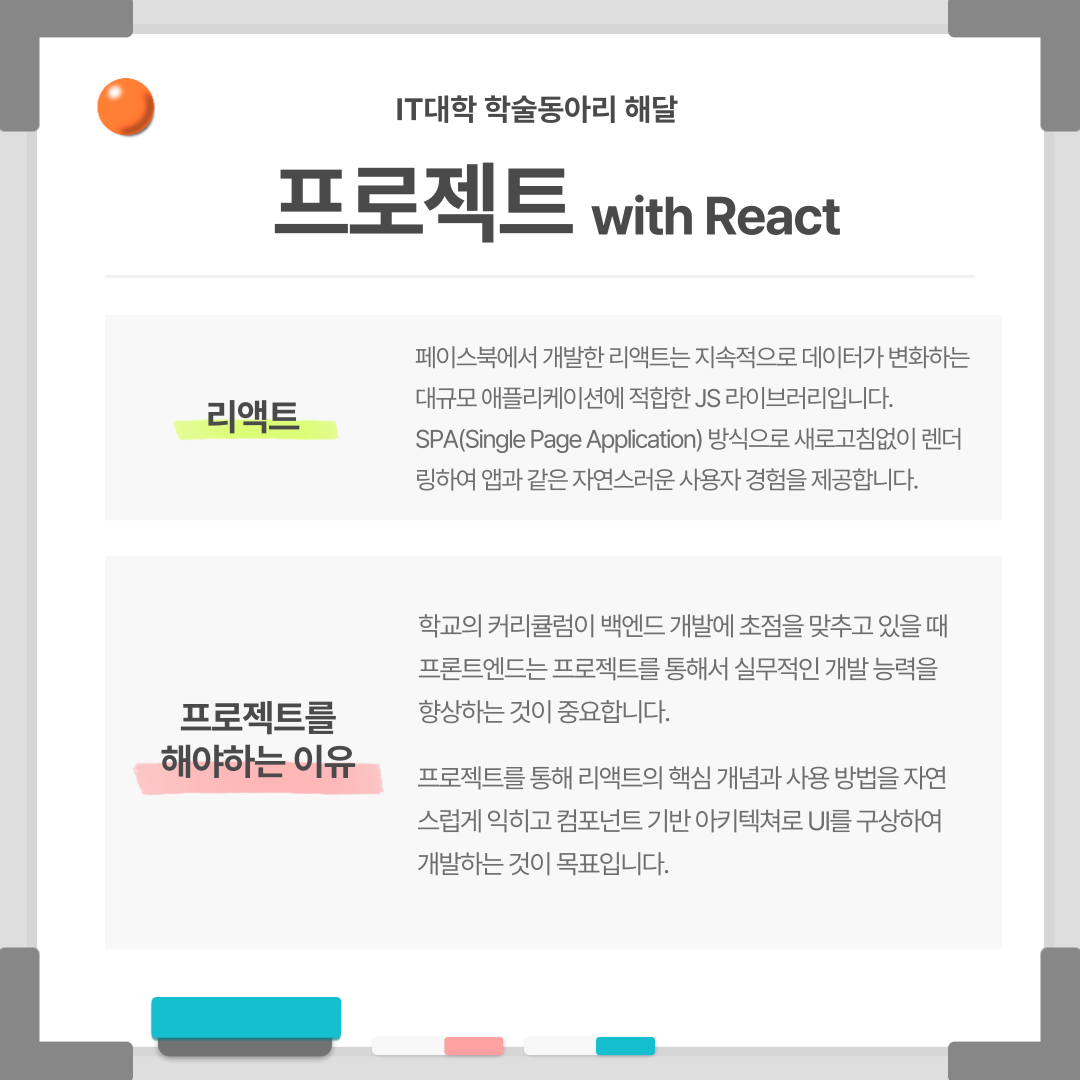 IT대학 학술동아리 해달
프로젝트 with React
리액트
페이스북에서 개발한 리액트는 지속적으로 데이터가 변화하는
대규모 애플리케이션에 적합한 JS 라이브러리입니다.
SPA(Single Page Application) 방식으로 새로고침없이 렌더
링하여 앱과 같은 자연스러운 사용자 경험을 제공합니다.
프로젝트를
해야하는 이유
학교의 커리큘럼이 백엔드 개발에 초점을 맞추고 있을 때
프론트엔드는 프로젝트를 통해서 실무적인 개발 능력을
향상하는 것이 중요합니다.
프로젝트를 통해 리액트의 핵심 개념과 사용 방법을 자연
스럽게 익히고 컴포넌트 기반 아키텍쳐로 UI를 구상하여
개발하는 것이 목표입니다.